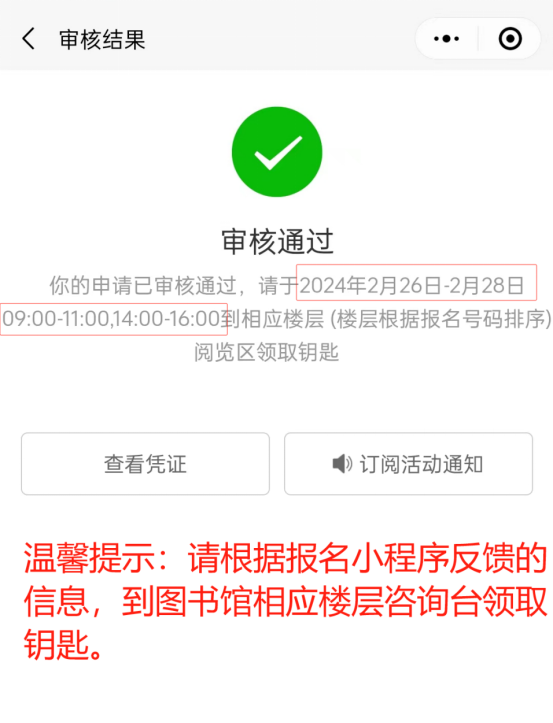 审核结果
审核通过
你的申请已审核通过，请于2024年2月26日-2月28日
09:00-11:00,14:00-16:00到相应楼层 (楼层根据报名号码排序)
阅览区领取钥匙
查看凭证
订阅活动通知
温馨提示：请根据报名小程序反馈的
信息，到图书馆相应楼层咨询台领取
钥匙。